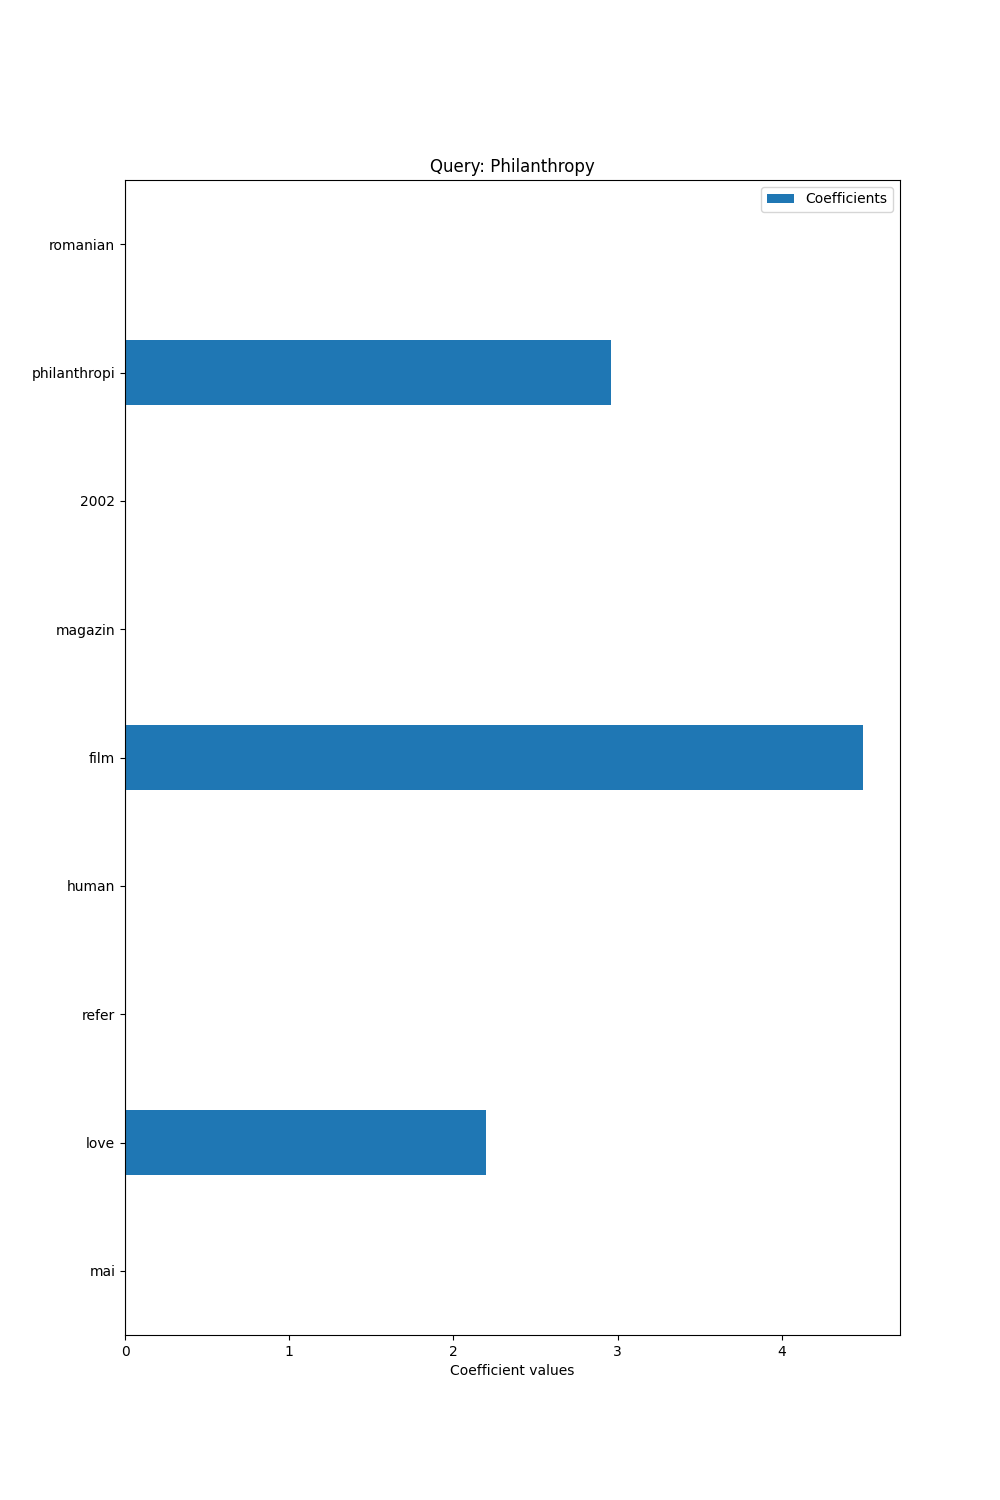 Query: Philanthropy
Coefficients
romanian
philanthropi
2002
magazin
film
human
refer
love
mai
0 1 2 3 4
Coefficient values